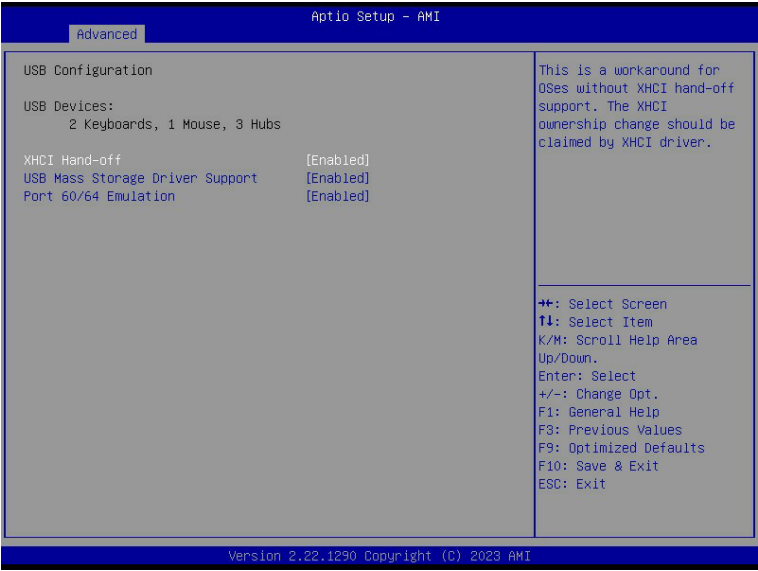 Aptio Setup – AMI
Advanced
USB Configuration
USB Devices:
2 Keyboards, 1 Mouse, 3 Hubs
XHCI Hand-off [Enabled]
USB Mass Storage Driver Support [Enabled]
Port 60/64 Emulation [Enabled]
This is a workaround for
OSes without XHCI hand-off
support. The XHCI
ownership change should be
claimed by XHCI driver.
→←: Select Screen
↑↓: Select Item
K/M: Scroll Help Area
Up/Down.
Enter: Select
+/-: Change Opt.
F1: General Help
F3: Previous Values
F9: Optimized Defaults
F10: Save & Exit
ESC: Exit
Version 2.22.1290 Copyright (C) 2023 AMI